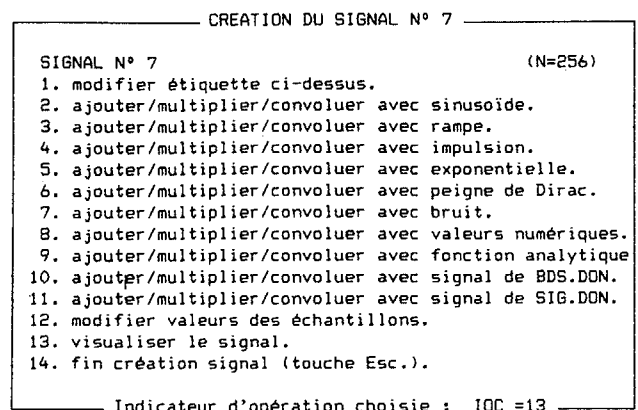 CREATION DU SIGNAL Nº 7
SIGNAL Nº 7 (N=256)
1. modifier étiquette ci-dessus.
2. ajouter/multiplier/convoluer avec sinusoïde.
3. ajouter/multiplier/convoluer avec rampe.
4. ajouter/multiplier/convoluer avec impulsion.
5. ajouter/multiplier/convoluer avec exponentielle.
6. ajouter/multiplier/convoluer avec peigne de Dirac.
7. ajouter/multiplier/convoluer avec bruit.
8. ajouter/multiplier/convoluer avec valeurs numériques.
9. ajouter/multiplier/convoluer avec fonction analytique
10. ajouter/multiplier/convoluer avec signal de BDS.DON.
11. ajouter/multiplier/convoluer avec signal de SIG.DON.
12. modifier valeurs des échantillons.
13. visualiser le signal.
14. fin création signal (touche Esc.).
Indicateur d'opération choisie : IOC =13